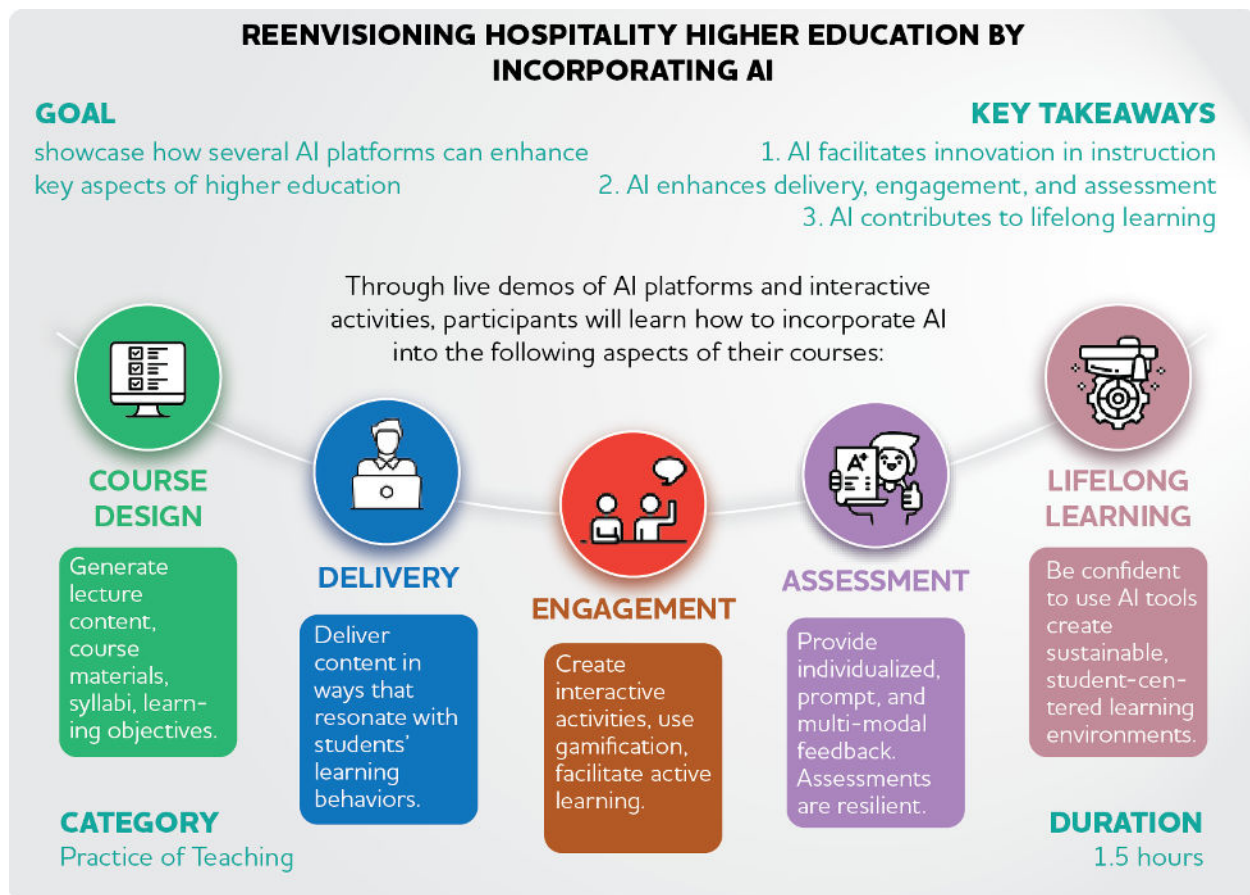 REENVISIONING HOSPITALITY HIGHER EDUCATION BY
INCORPORATING AI
GOAL
showcase how several AI platforms can enhance
key aspects of higher education
KEY TAKEAWAYS
1. AI facilitates innovation in instruction
2. AI enhances delivery, engagement, and assessment
3. AI contributes to lifelong learning
Through live demos of AI platforms and interactive
activities, participants will learn how to incorporate AI
into the following aspects of their courses:
COURSE
DESIGN
Generate
lecture
content,
course
materials,
syllabi, learn-
ing objectives.
DELIVERY
Deliver
content in
ways that
resonate with
students'
learning
behaviors.
ENGAGEMENT
Create
interactive
activities, use
gamification,
facilitate active
learning.
A+
ASSESSMENT
Provide
individualized,
prompt, and
multi-modal
feedback.
Assessments
are resilient.
LIFELONG
LEARNING
Be confident
to use AI tools
create
sustainable,
student-cen-
tered learning
environments.
CATEGORY
Practice of Teaching
DURATION
1.5 hours